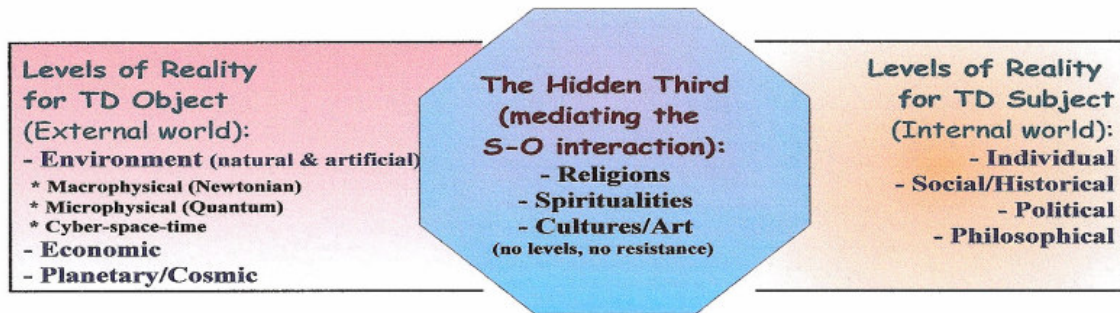 Levels of Reality
for TD Object
(External world):
- Environment (natural & artificial)
* Macrophysical (Newtonian)
* Microphysical (Quantum)
* Cyber-space-time
- Economic
- Planetary/Cosmic
The Hidden Third
(mediating the
S-O interaction):
- Religions
- Spiritualities
- Cultures/Art
(no levels, no resistance)
Levels of Reality
for TD Subject
(Internal world):
- Individual
- Social/Historical
- Political
- Philosophical